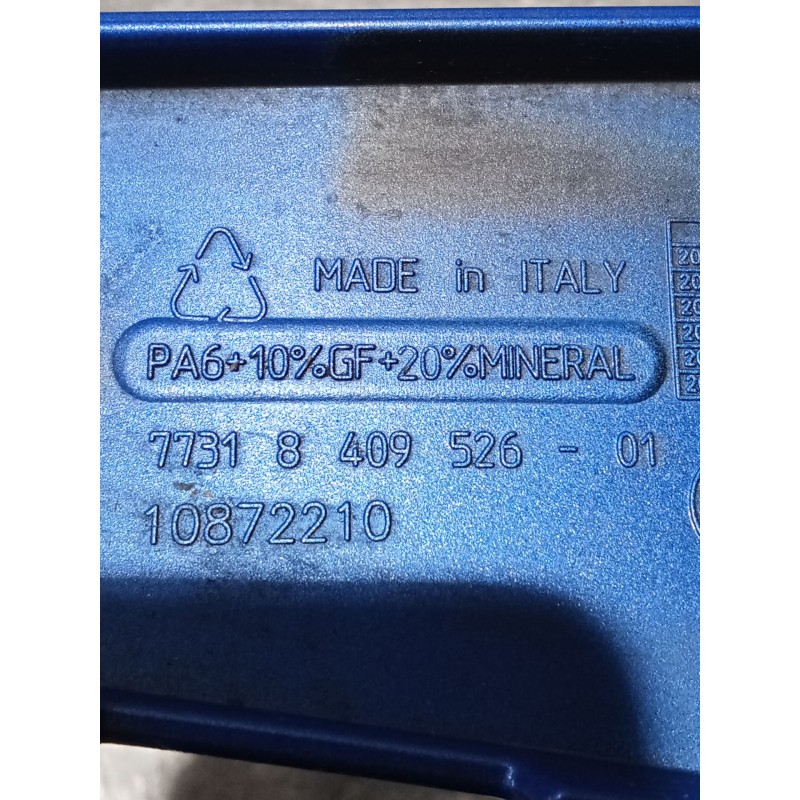 MADE in ITALY
PA6+10%GF+20%MINERAL
7731 8 409 526 - 01
10872210